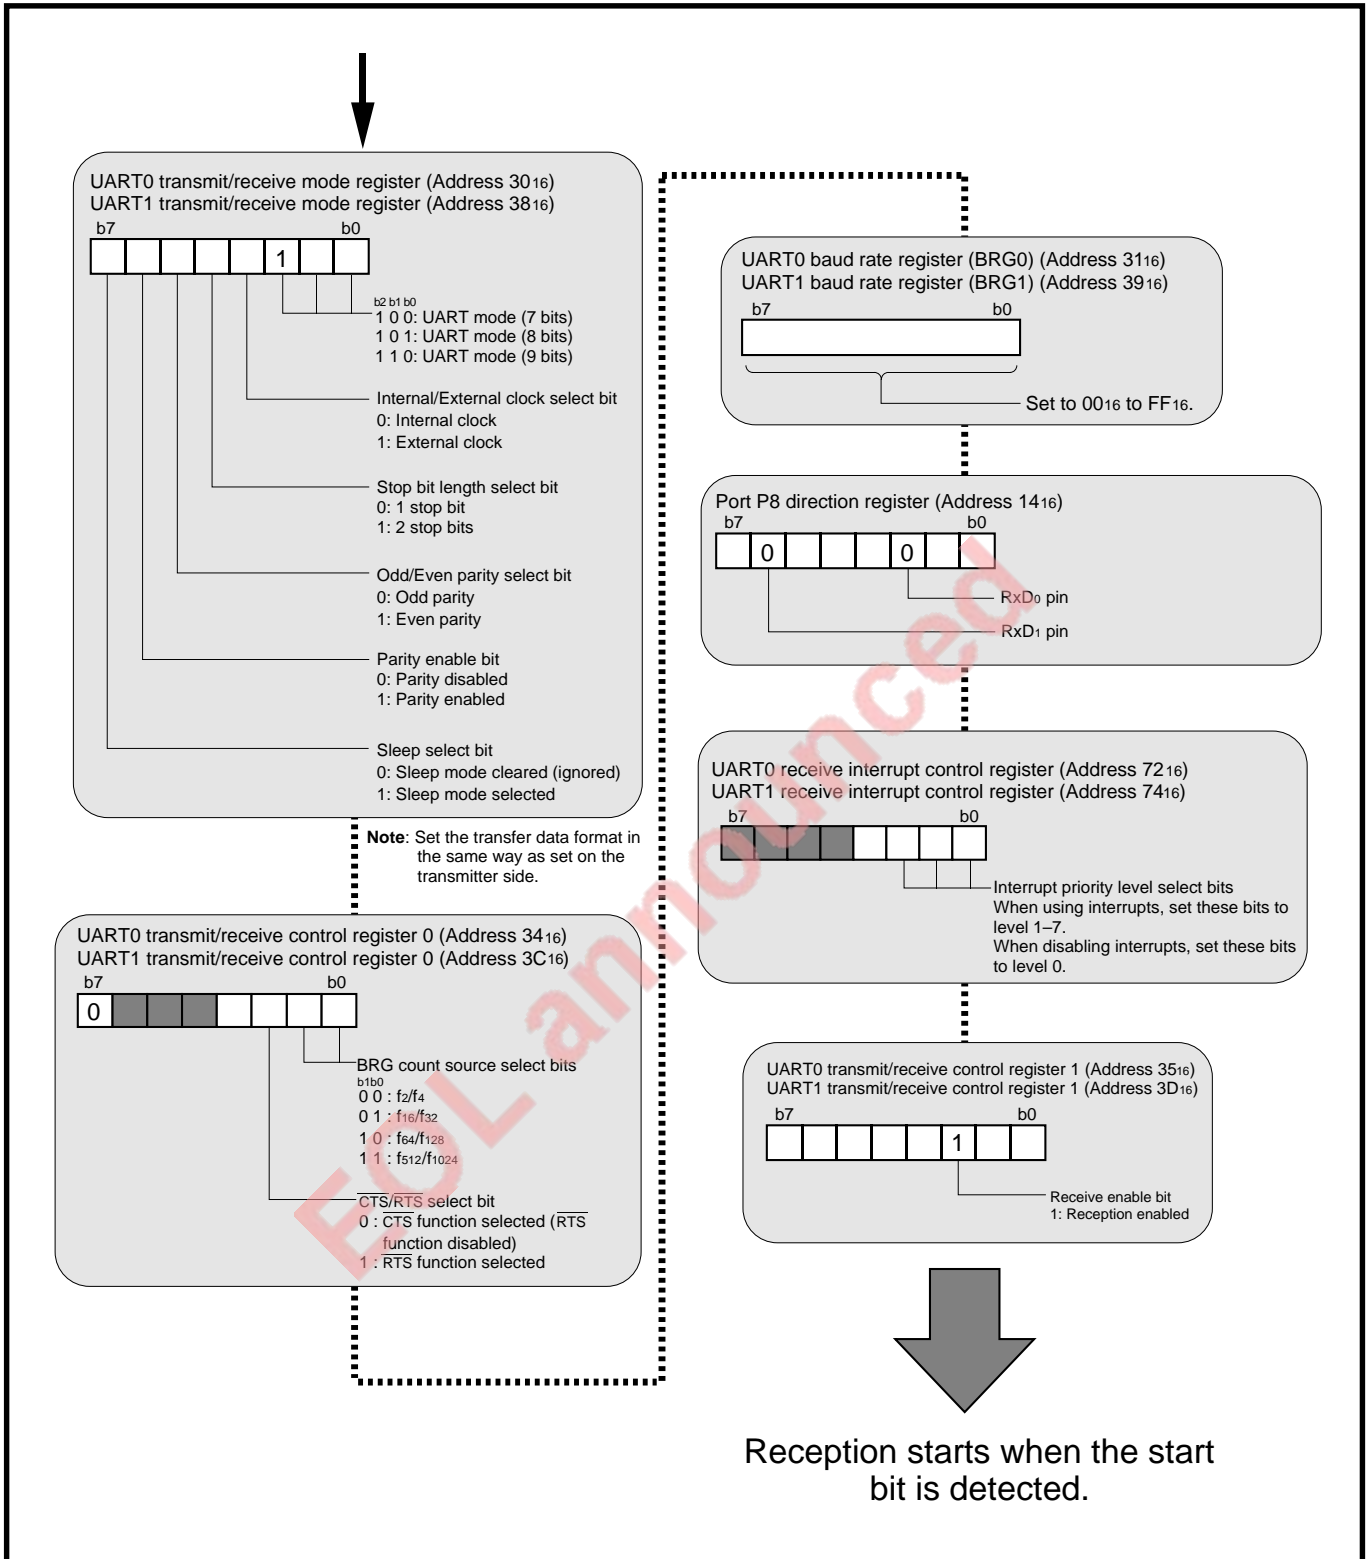 UART0 transmit/receive mode register (Address 3016)
UART1 transmit/receive mode register (Address 3816)
b7 b0
1
b2 b1 b0
1 0 0: UART mode (7 bits)
1 0 1: UART mode (8 bits)
1 1 0: UART mode (9 bits)
Internal/External clock select bit
0: Internal clock
1: External clock
Stop bit length select bit
0: 1 stop bit
1: 2 stop bits
Odd/Even parity select bit
0: Odd parity
1: Even parity
Parity enable bit
0: Parity disabled
1: Parity enabled
Sleep select bit
0: Sleep mode cleared (ignored)
1: Sleep mode selected
Note: Set the transfer data format in
the same way as set on the
transmitter side.
UART0 transmit/receive control register 0 (Address 3416)
UART1 transmit/receive control register 0 (Address 3C16)
b7 b0
0
BRG count source select bits
b1b0
0 0 : f2/f4
0 1 : f16/f32
1 0 : f64/f128
1 1 : f512/f1024
CTS/RTS select bit
0 : CTS function selected (RTS
function disabled)
1 : RTS function selected
UART0 baud rate register (BRG0) (Address 3116)
UART1 baud rate register (BRG1) (Address 3916)
b7 b0
Set to 0016 to FF16.
Port P8 direction register (Address 1416)
b7 b0
0 0
RxD0 pin
RxD1 pin
UART0 receive interrupt control register (Address 7216)
UART1 receive interrupt control register (Address 7416)
b7 b0
Interrupt priority level select bits
When using interrupts, set these bits to
level 1–7.
When disabling interrupts, set these bits
to level 0.
UART0 transmit/receive control register 1 (Address 3516)
UART1 transmit/receive control register 1 (Address 3D16)
b7 b0
1
Receive enable bit
1: Reception enabled
Reception starts when the start
bit is detected.
EOL announced